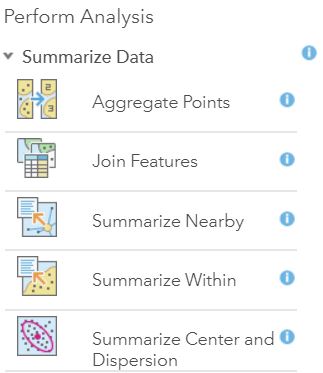 Perform Analysis
Summarize Data
Aggregate Points
Join Features
Summarize Nearby
Summarize Within
Summarize Center and
Dispersion